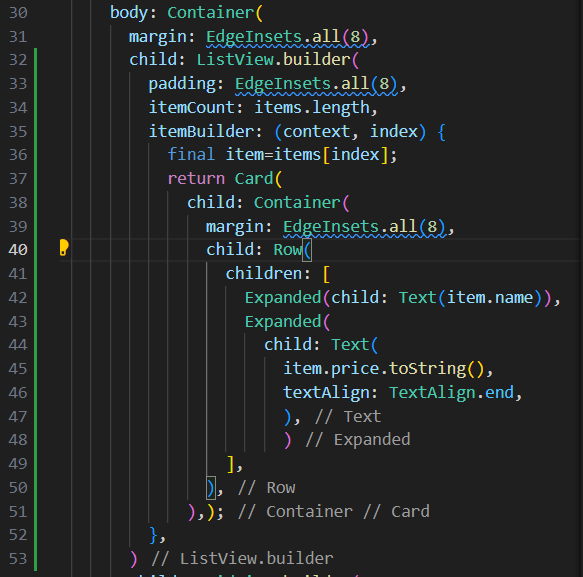 30 body: Container(
31 margin: EdgeInsets.all(8),
32 child: ListView.builder(
33 padding: EdgeInsets.all(8),
34 itemCount: items.length,
35 itemBuilder: (context, index) {
36 final item=items[index];
37 return Card(
38 child: Container(
39 margin: EdgeInsets.all(8),
40 child: Row(
41 children: [
42 Expanded(child: Text(item.name)),
43 Expanded(
44 child: Text(
45 item.price.toString(),
46 textAlign: TextAlign.end,
47 ), // Text
48 ) // Expanded
49 ],
50 ), // Row
51 ),); // Container // Card
52 },
53 ) // ListView.builder